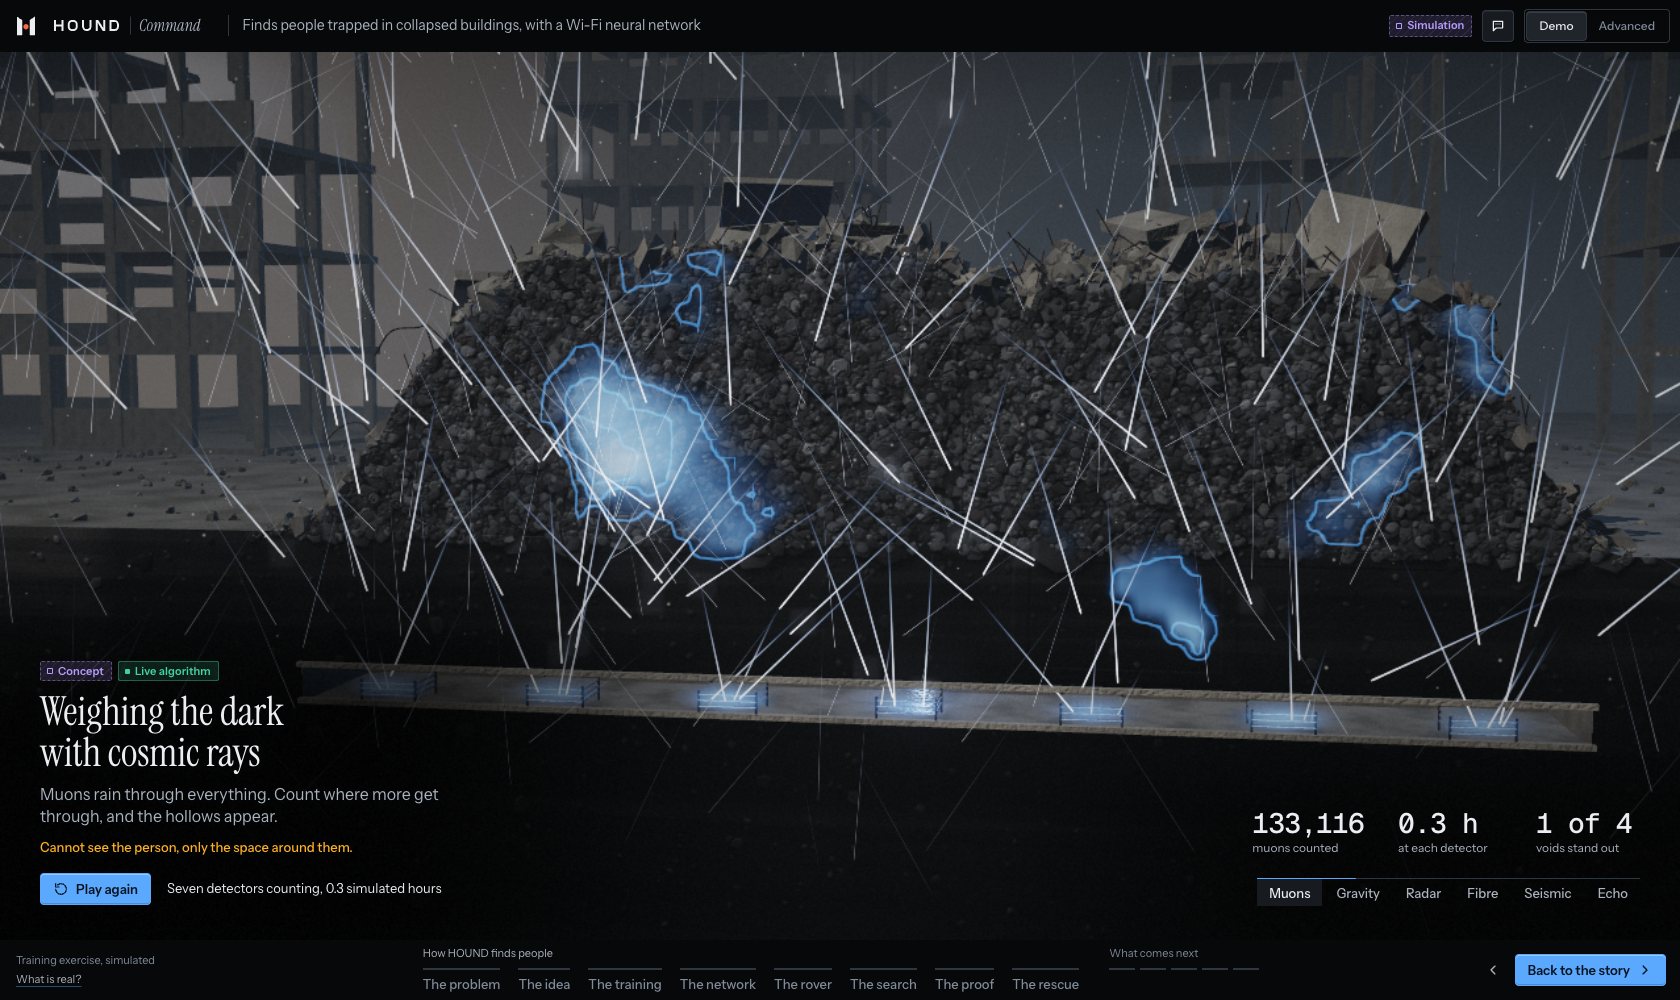 HOUND Command
Finds people trapped in collapsed buildings, with a Wi-Fi neural network
Simulation
Demo
Advanced
Concept
Live algorithm
Weighing the dark
with cosmic rays
Muons rain through everything. Count where more get
through, and the hollows appear.
Cannot see the person, only the space around them.
Play again
Seven detectors counting, 0.3 simulated hours
133,116
muons counted
0.3 h
at each detector
1 of 4
voids stand out
Muons
Gravity
Radar
Fibre
Seismic
Echo
Training exercise, simulated
What is real?
How HOUND finds people
The problem
The idea
The training
The network
The rover
The search
The proof
The rescue
What comes next
Back to the story